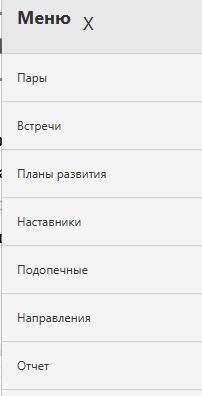 Меню X
Пары
Встречи
Планы развития
Наставники
Подопечные
Направления
Отчет